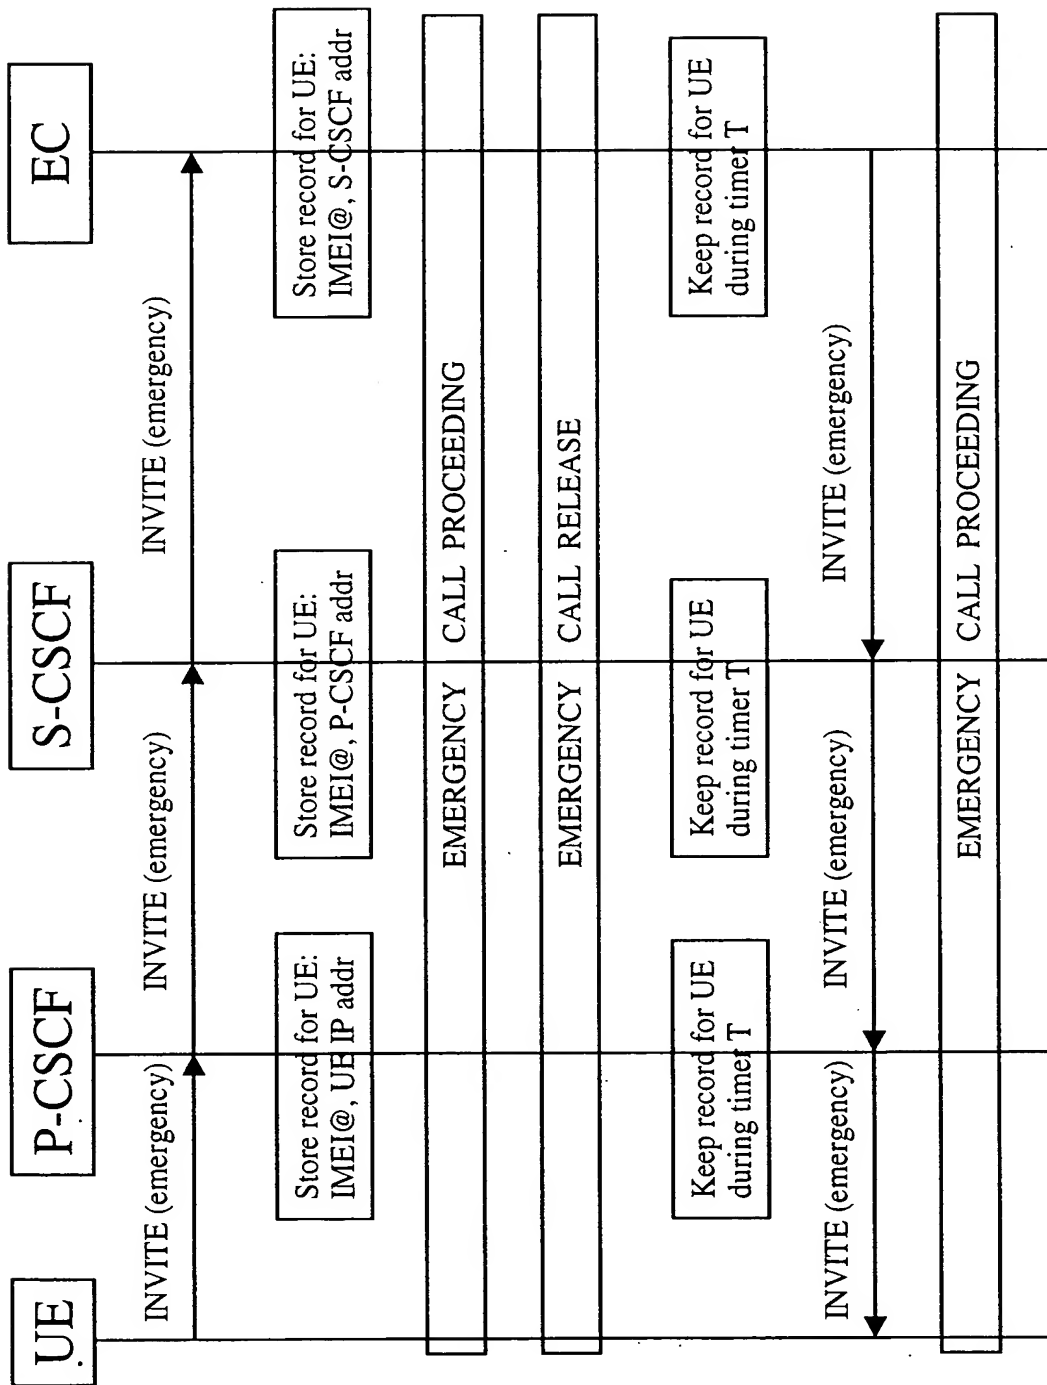 UE
P-CSCF
S-CSCF
EC
INVITE (emergency)
INVITE (emergency)
INVITE (emergency)
Store record for UE:
IMEI@, UE IP addr
Store record for UE:
IMEI@, P-CSCF addr
Store record for UE:
IMEI@, S-CSCF addr
EMERGENCY CALL PROCEEDING
EMERGENCY CALL RELEASE
Keep record for UE
during timer T
Keep record for UE
during timer T
Keep record for UE
during timer T
INVITE (emergency)
INVITE (emergency)
INVITE (emergency)
EMERGENCY CALL PROCEEDING